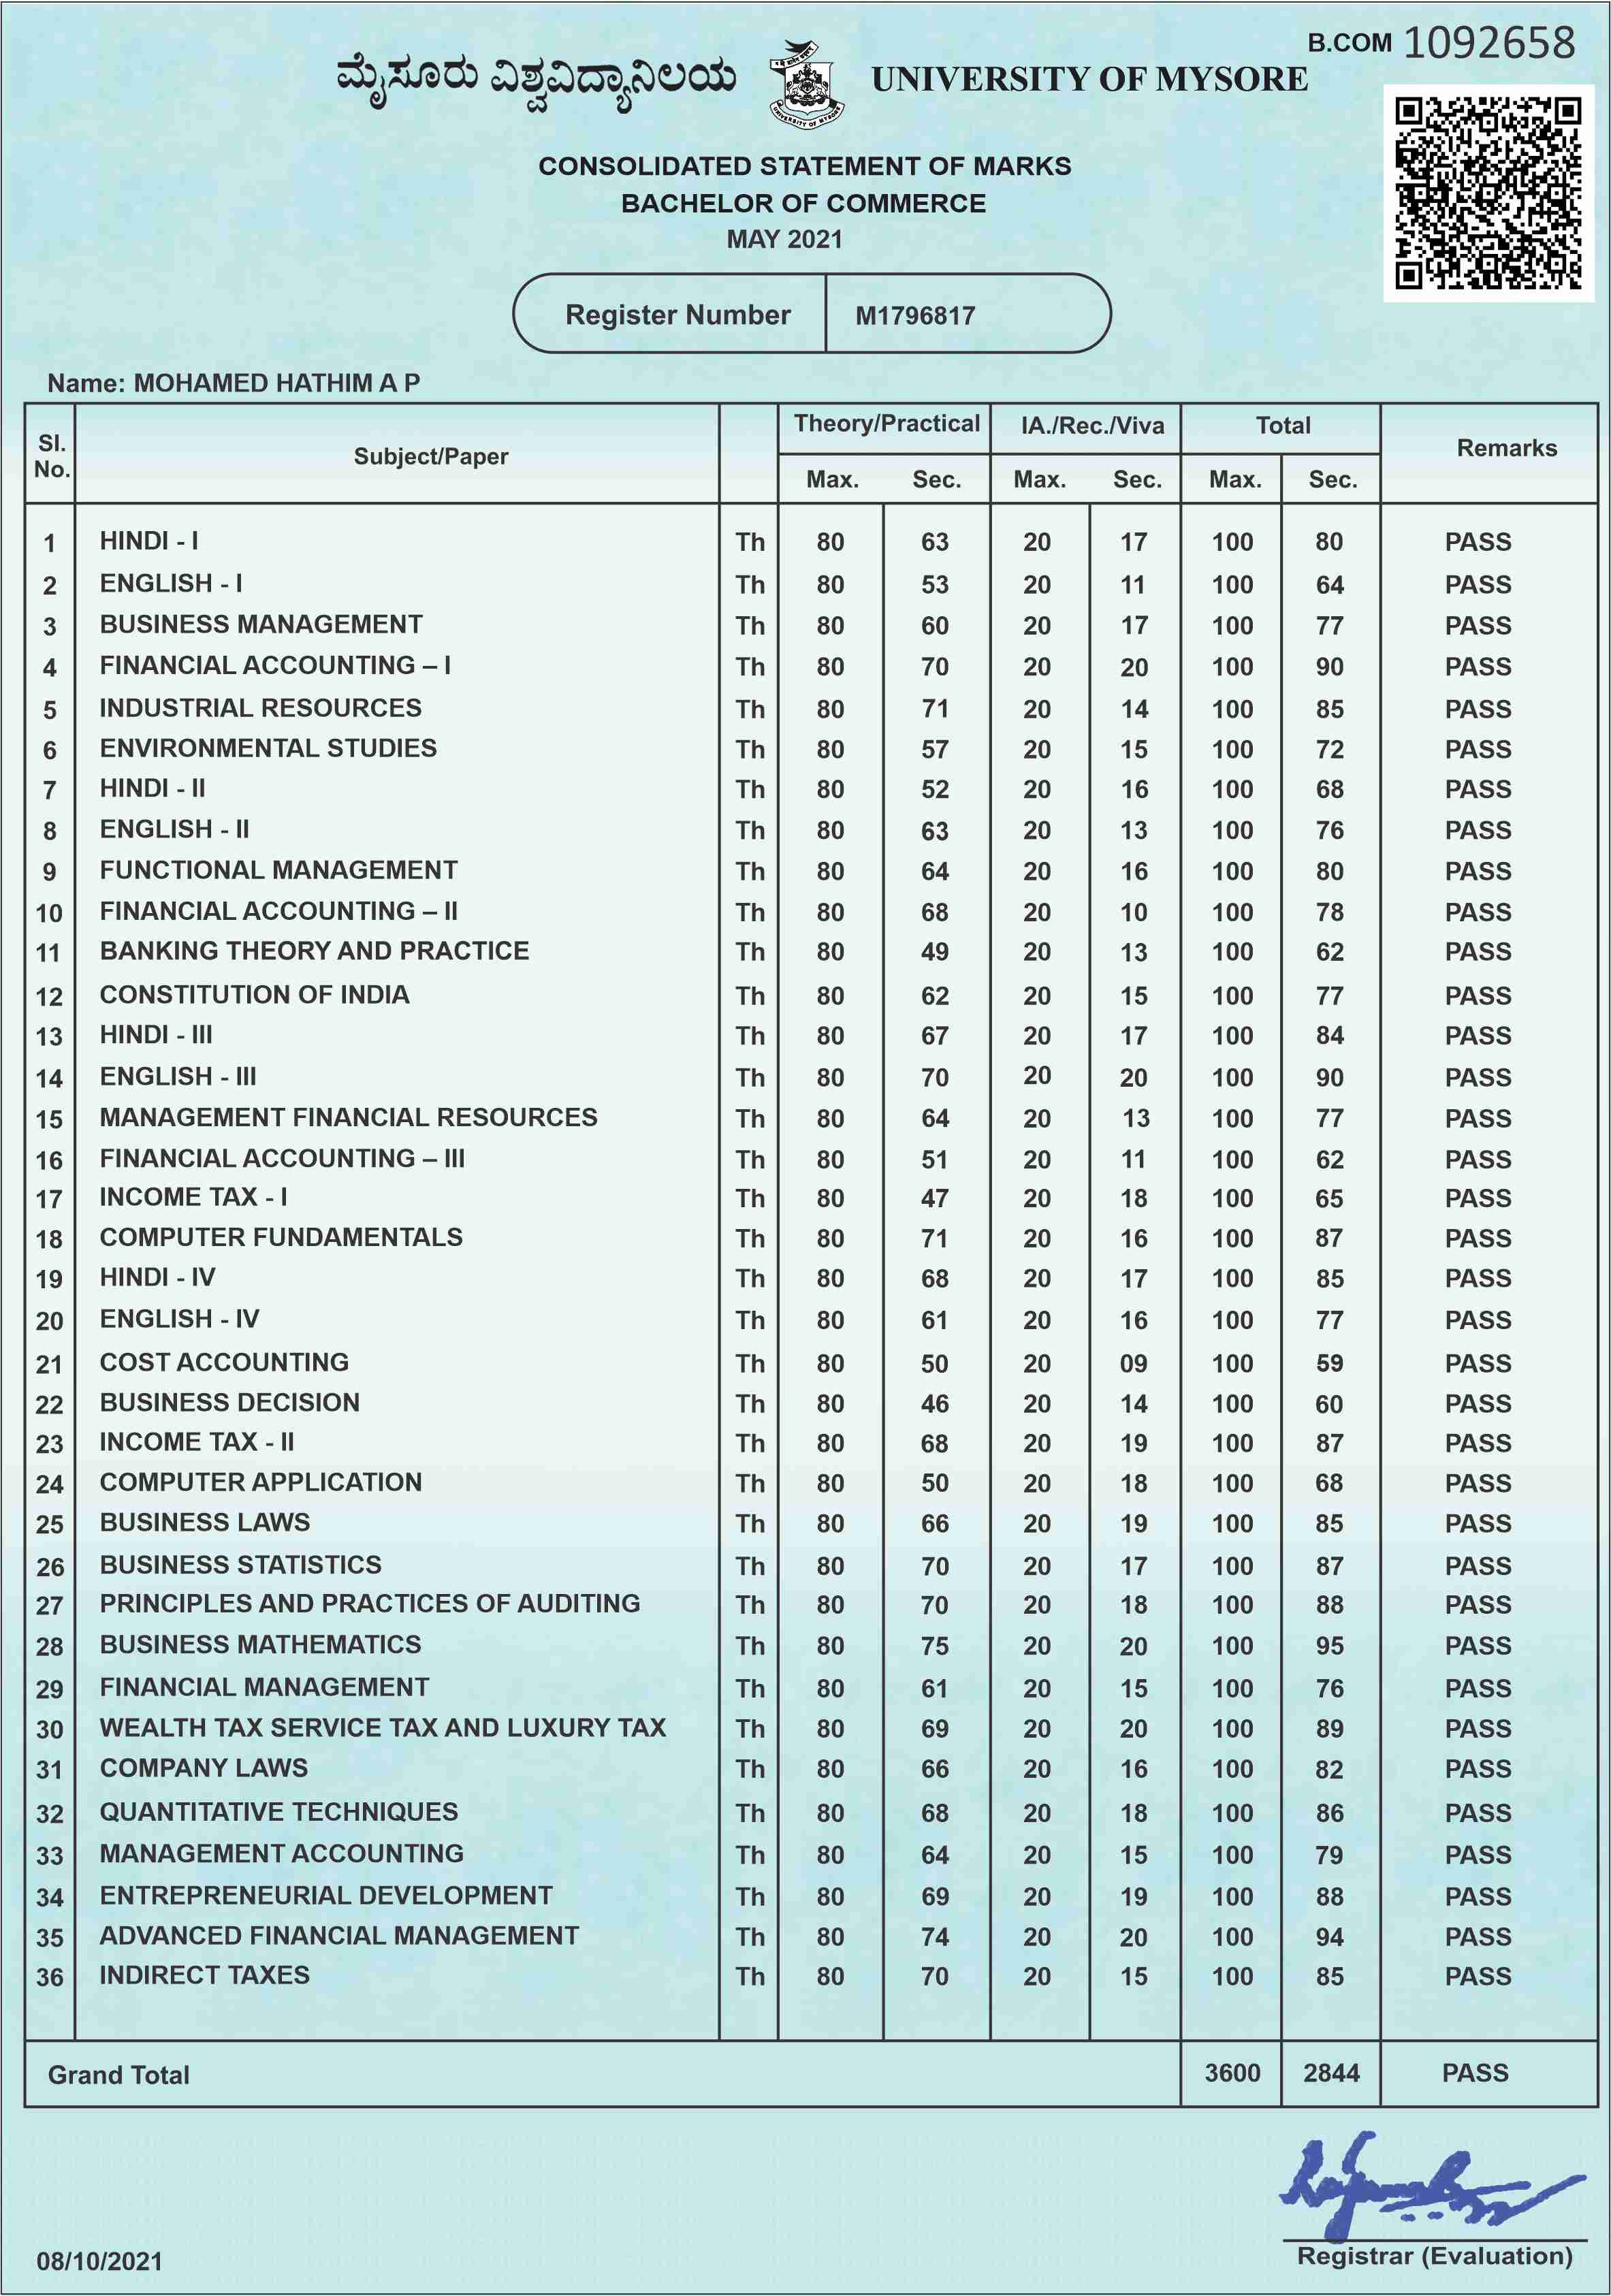 B.COM 1092658
ಮೈಸೂರು ವಿಶ್ವವಿದ್ಯಾನಿಲಯ UNIVERSITY OF MYSORE
UNIVERSITY OF MYSORE
CONSOLIDATED STATEMENT OF MARKS
BACHELOR OF COMMERCE
MAY 2021
Register Number M1796817
Name: MOHAMED HATHIM A P
Sl. No. Subject/Paper Theory/Practical IA./Rec./Viva Total Remarks
Max. Sec. Max. Sec. Max. Sec.
1 HINDI - I Th 80 63 20 17 100 80 PASS
2 ENGLISH - I Th 80 53 20 11 100 64 PASS
3 BUSINESS MANAGEMENT Th 80 60 20 17 100 77 PASS
4 FINANCIAL ACCOUNTING – I Th 80 70 20 20 100 90 PASS
5 INDUSTRIAL RESOURCES Th 80 71 20 14 100 85 PASS
6 ENVIRONMENTAL STUDIES Th 80 57 20 15 100 72 PASS
7 HINDI - II Th 80 52 20 16 100 68 PASS
8 ENGLISH - II Th 80 63 20 13 100 76 PASS
9 FUNCTIONAL MANAGEMENT Th 80 64 20 16 100 80 PASS
10 FINANCIAL ACCOUNTING – II Th 80 68 20 10 100 78 PASS
11 BANKING THEORY AND PRACTICE Th 80 49 20 13 100 62 PASS
12 CONSTITUTION OF INDIA Th 80 62 20 15 100 77 PASS
13 HINDI - III Th 80 67 20 17 100 84 PASS
14 ENGLISH - III Th 80 70 20 20 100 90 PASS
15 MANAGEMENT FINANCIAL RESOURCES Th 80 64 20 13 100 77 PASS
16 FINANCIAL ACCOUNTING – III Th 80 51 20 11 100 62 PASS
17 INCOME TAX - I Th 80 47 20 18 100 65 PASS
18 COMPUTER FUNDAMENTALS Th 80 71 20 16 100 87 PASS
19 HINDI - IV Th 80 68 20 17 100 85 PASS
20 ENGLISH - IV Th 80 61 20 16 100 77 PASS
21 COST ACCOUNTING Th 80 50 20 09 100 59 PASS
22 BUSINESS DECISION Th 80 46 20 14 100 60 PASS
23 INCOME TAX - II Th 80 68 20 19 100 87 PASS
24 COMPUTER APPLICATION Th 80 50 20 18 100 68 PASS
25 BUSINESS LAWS Th 80 66 20 19 100 85 PASS
26 BUSINESS STATISTICS Th 80 70 20 17 100 87 PASS
27 PRINCIPLES AND PRACTICES OF AUDITING Th 80 70 20 18 100 88 PASS
28 BUSINESS MATHEMATICS Th 80 75 20 20 100 95 PASS
29 FINANCIAL MANAGEMENT Th 80 61 20 15 100 76 PASS
30 WEALTH TAX SERVICE TAX AND LUXURY TAX Th 80 69 20 20 100 89 PASS
31 COMPANY LAWS Th 80 66 20 16 100 82 PASS
32 QUANTITATIVE TECHNIQUES Th 80 68 20 18 100 86 PASS
33 MANAGEMENT ACCOUNTING Th 80 64 20 15 100 79 PASS
34 ENTREPRENEURIAL DEVELOPMENT Th 80 69 20 19 100 88 PASS
35 ADVANCED FINANCIAL MANAGEMENT Th 80 74 20 20 100 94 PASS
36 INDIRECT TAXES Th 80 70 20 15 100 85 PASS
Grand Total 3600 2844 PASS
08/10/2021
Registrar (Evaluation)